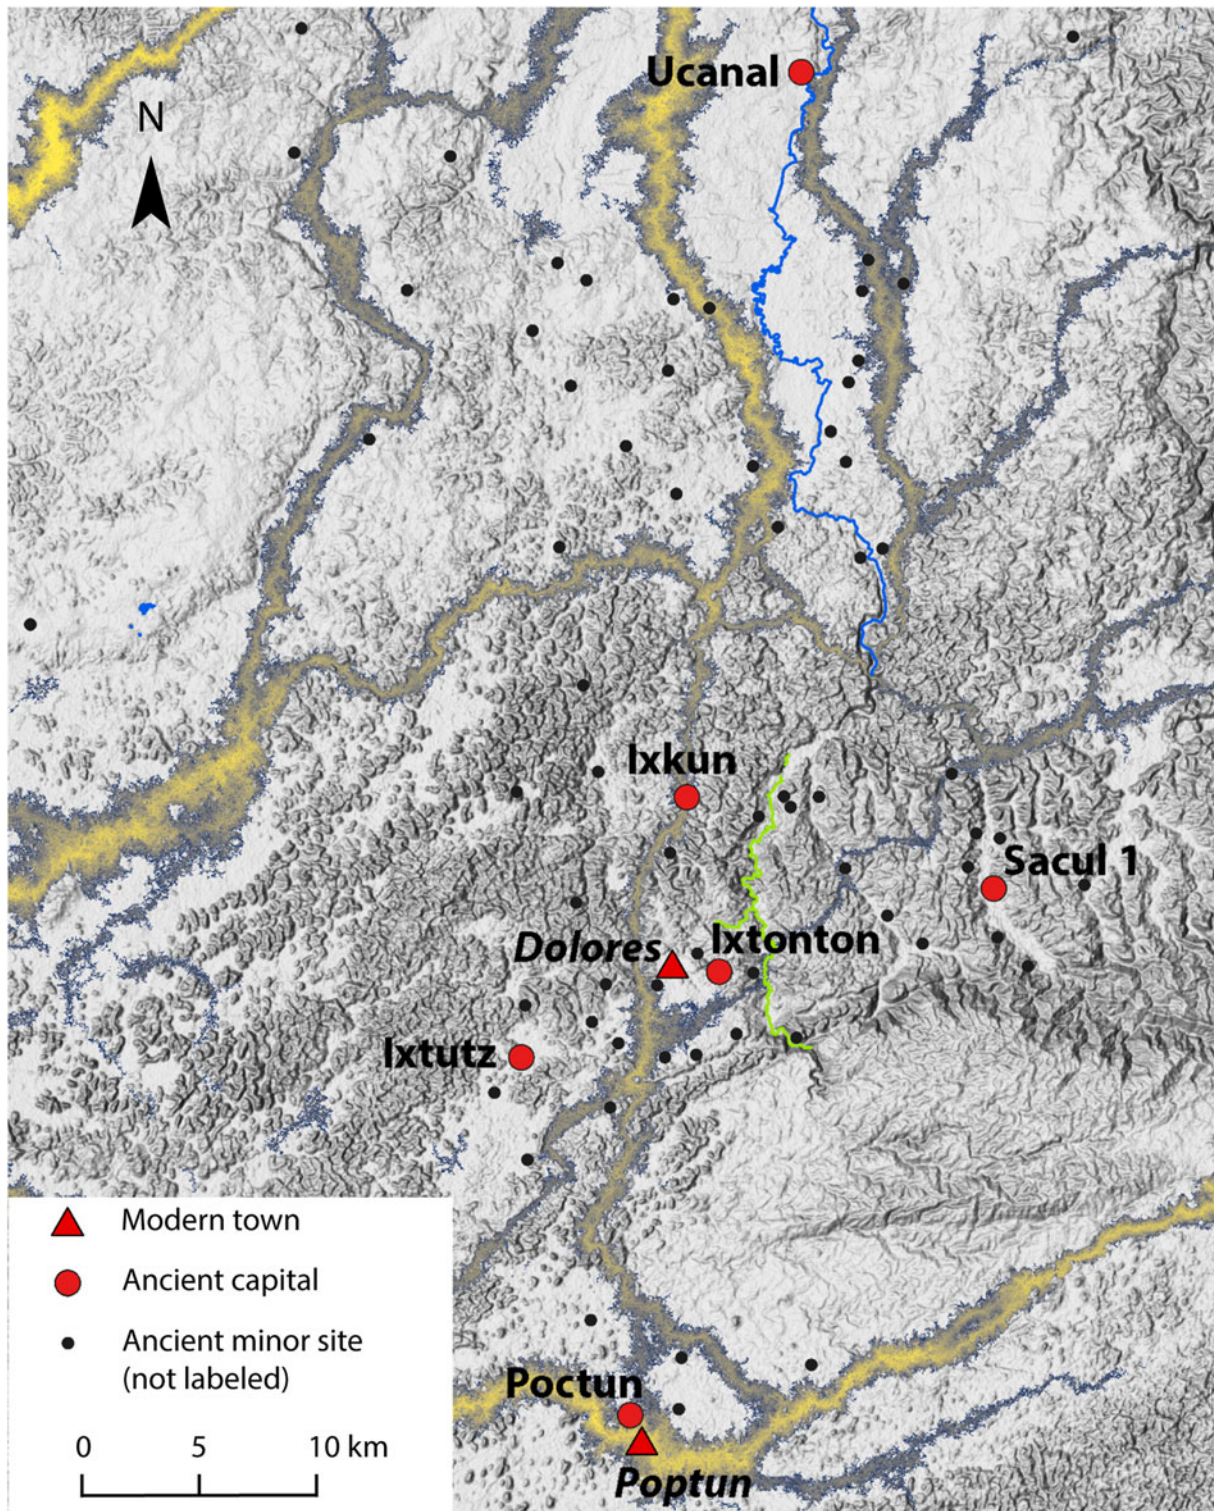 Ucanal
N
Ixkun
Sacul 1
Dolores
Ixtonton
Ixtutz
Modern town
Ancient capital
Ancient minor site
(not labeled)
0 5 10 km
Poctun
Poptun